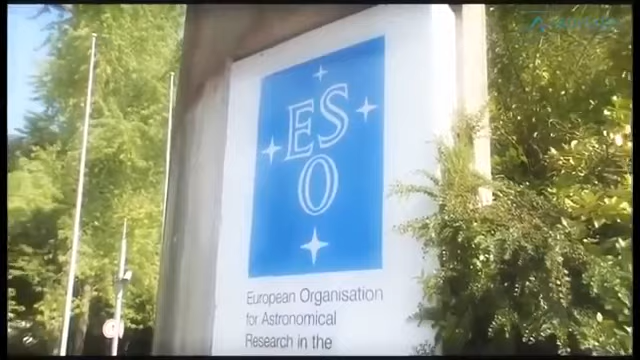 ES
O
European Organisation
for Astronomical
Research in the